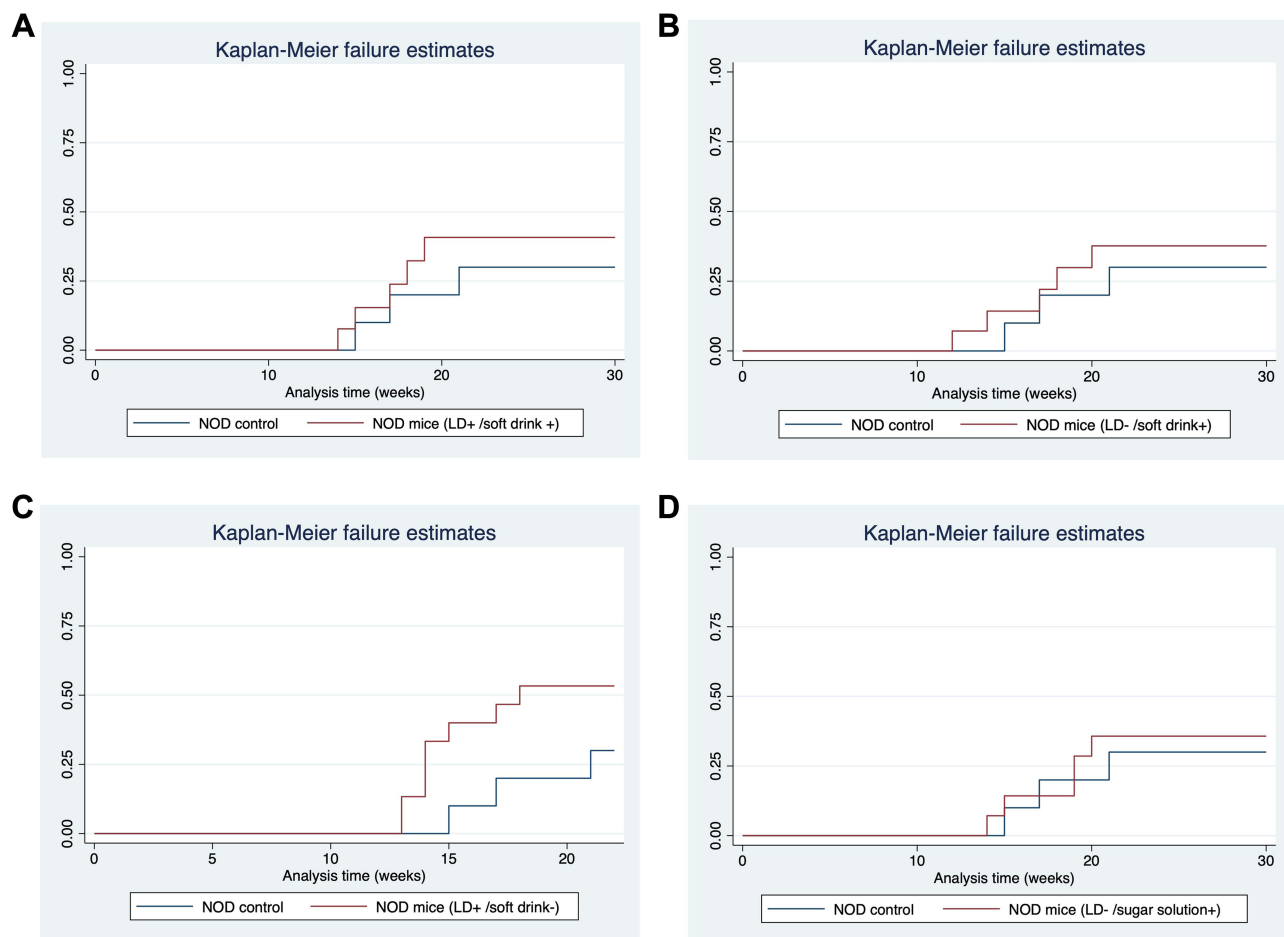 A
Kaplan-Meier failure estimates
1.00
0.75
0.50
0.25
0.00
0 10 20 30
Analysis time (weeks)
NOD control NOD mice (LD+ /soft drink +)
B
Kaplan-Meier failure estimates
1.00
0.75
0.50
0.25
0.00
0 10 20 30
Analysis time (weeks)
NOD control NOD mice (LD- /soft drink+)
C
Kaplan-Meier failure estimates
1.00
0.75
0.50
0.25
0.00
0 5 10 15 20
Analysis time (weeks)
NOD control NOD mice (LD+ /soft drink-)
D
Kaplan-Meier failure estimates
1.00
0.75
0.50
0.25
0.00
0 10 20 30
Analysis time (weeks)
NOD control NOD mice (LD- /sugar solution+)